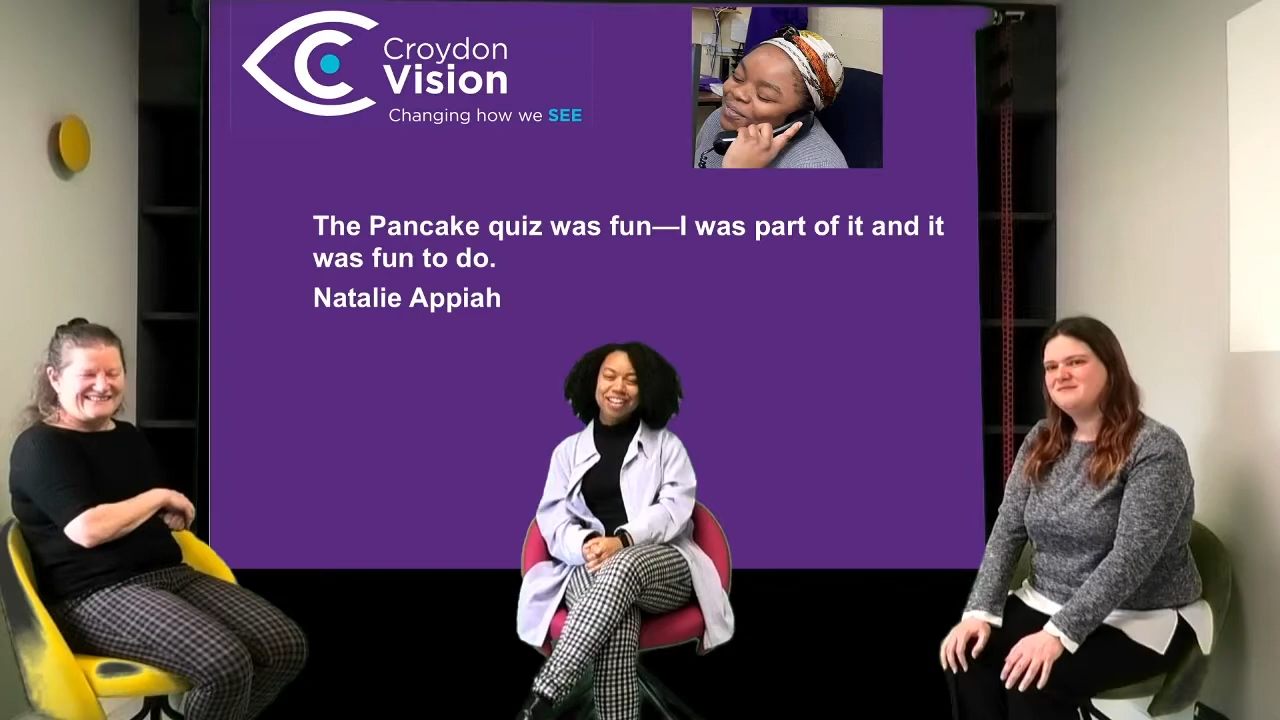 Croydon
Vision
Changing how we SEE
The Pancake quiz was fun—I was part of it and it
was fun to do.
Natalie Appiah